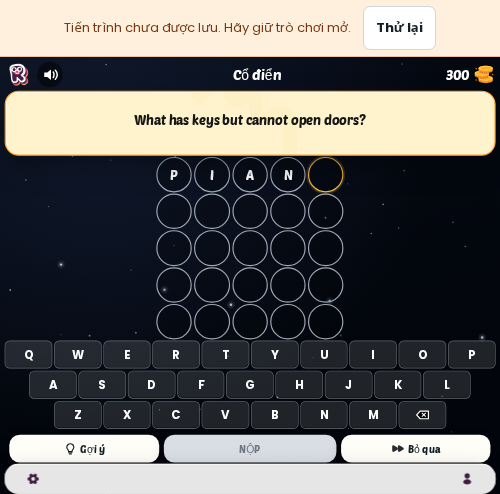 Tiến trình chưa được lưu. Hãy giữ trò chơi mở. Thử lại
Cổ điển 300
What has keys but cannot open doors?
P I A N
Q W E R T Y U I O P
A S D F G H J K L
Z X C V B N M
Gợi ý NỘP Bỏ qua